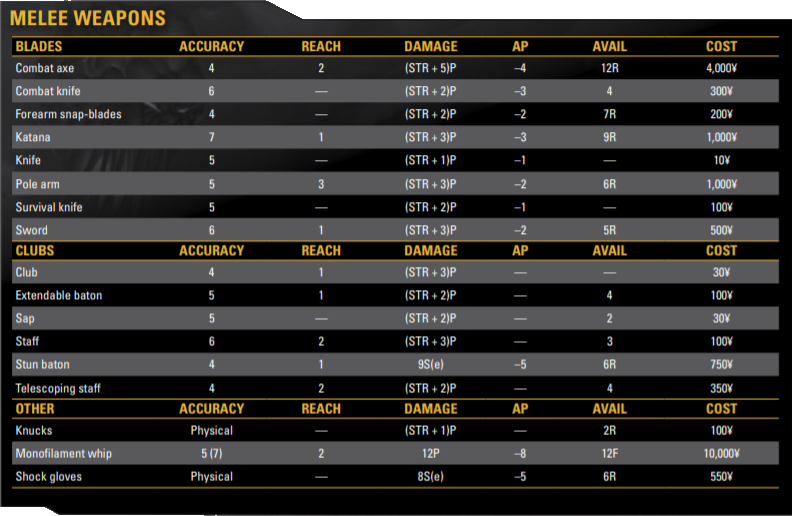 MELEE WEAPONS
BLADES ACCURACY REACH DAMAGE AP AVAIL COST
Combat axe 4 2 (STR + 5)P –4 12R 4,000¥
Combat knife 6 — (STR + 2)P –3 4 300¥
Forearm snap-blades 4 — (STR + 2)P –2 7R 200¥
Katana 7 1 (STR + 3)P –3 9R 1,000¥
Knife 5 — (STR + 1)P –1 — 10¥
Pole arm 5 3 (STR + 3)P –2 6R 1,000¥
Survival knife 5 — (STR + 2)P –1 — 100¥
Sword 6 1 (STR + 3)P –2 5R 500¥
CLUBS ACCURACY REACH DAMAGE AP AVAIL COST
Club 4 1 (STR + 3)P — — 30¥
Extendable baton 5 1 (STR + 2)P — 4 100¥
Sap 5 — (STR + 2)P — 2 30¥
Staff 6 2 (STR + 3)P — 3 100¥
Stun baton 4 1 9S(e) –5 6R 750¥
Telescoping staff 4 2 (STR + 2)P — 4 350¥
OTHER ACCURACY REACH DAMAGE AP AVAIL COST
Knucks Physical — (STR + 1)P — 2R 100¥
Monofilament whip 5 (7) 2 12P –8 12F 10,000¥
Shock gloves Physical — 8S(e) –5 6R 550¥